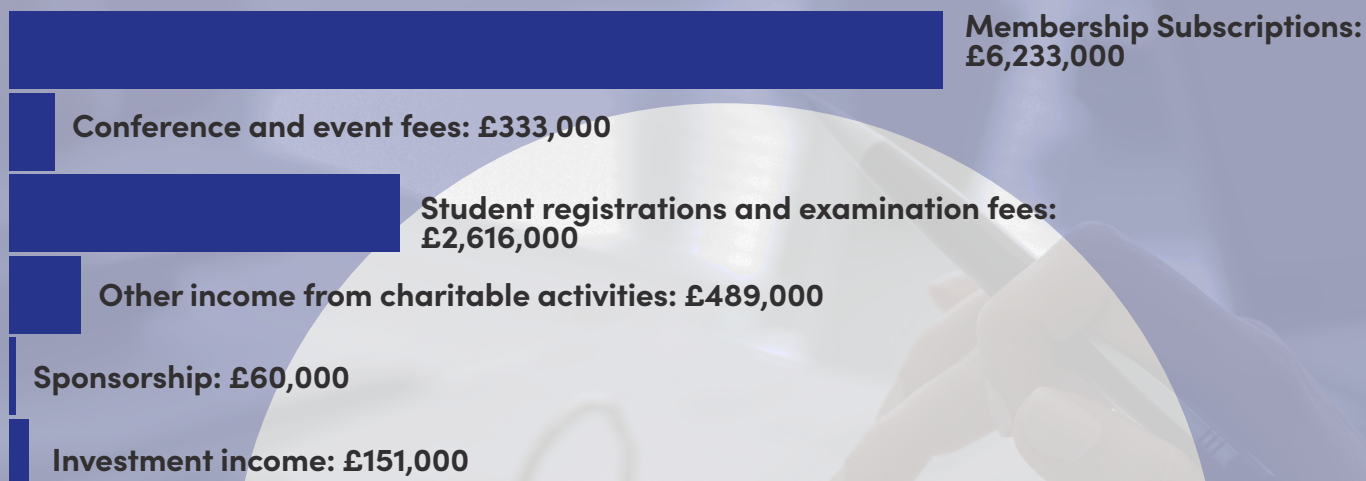 Membership Subscriptions:
£6,233,000
Conference and event fees: £333,000
Student registrations and examination fees:
£2,616,000
Other income from charitable activities: £489,000
Sponsorship: £60,000
Investment income: £151,000